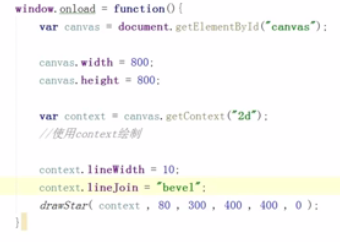 window.onload = function(){
var canvas = document.getElementById("canvas");
canvas.width = 800;
canvas.height = 800;
var context = canvas.getContext("2d");
//使用context绘制
context.lineWidth = 10;
context.lineJoin = "bevel";
drawStar( context , 80 , 300 , 400 , 400 , 0 );
}